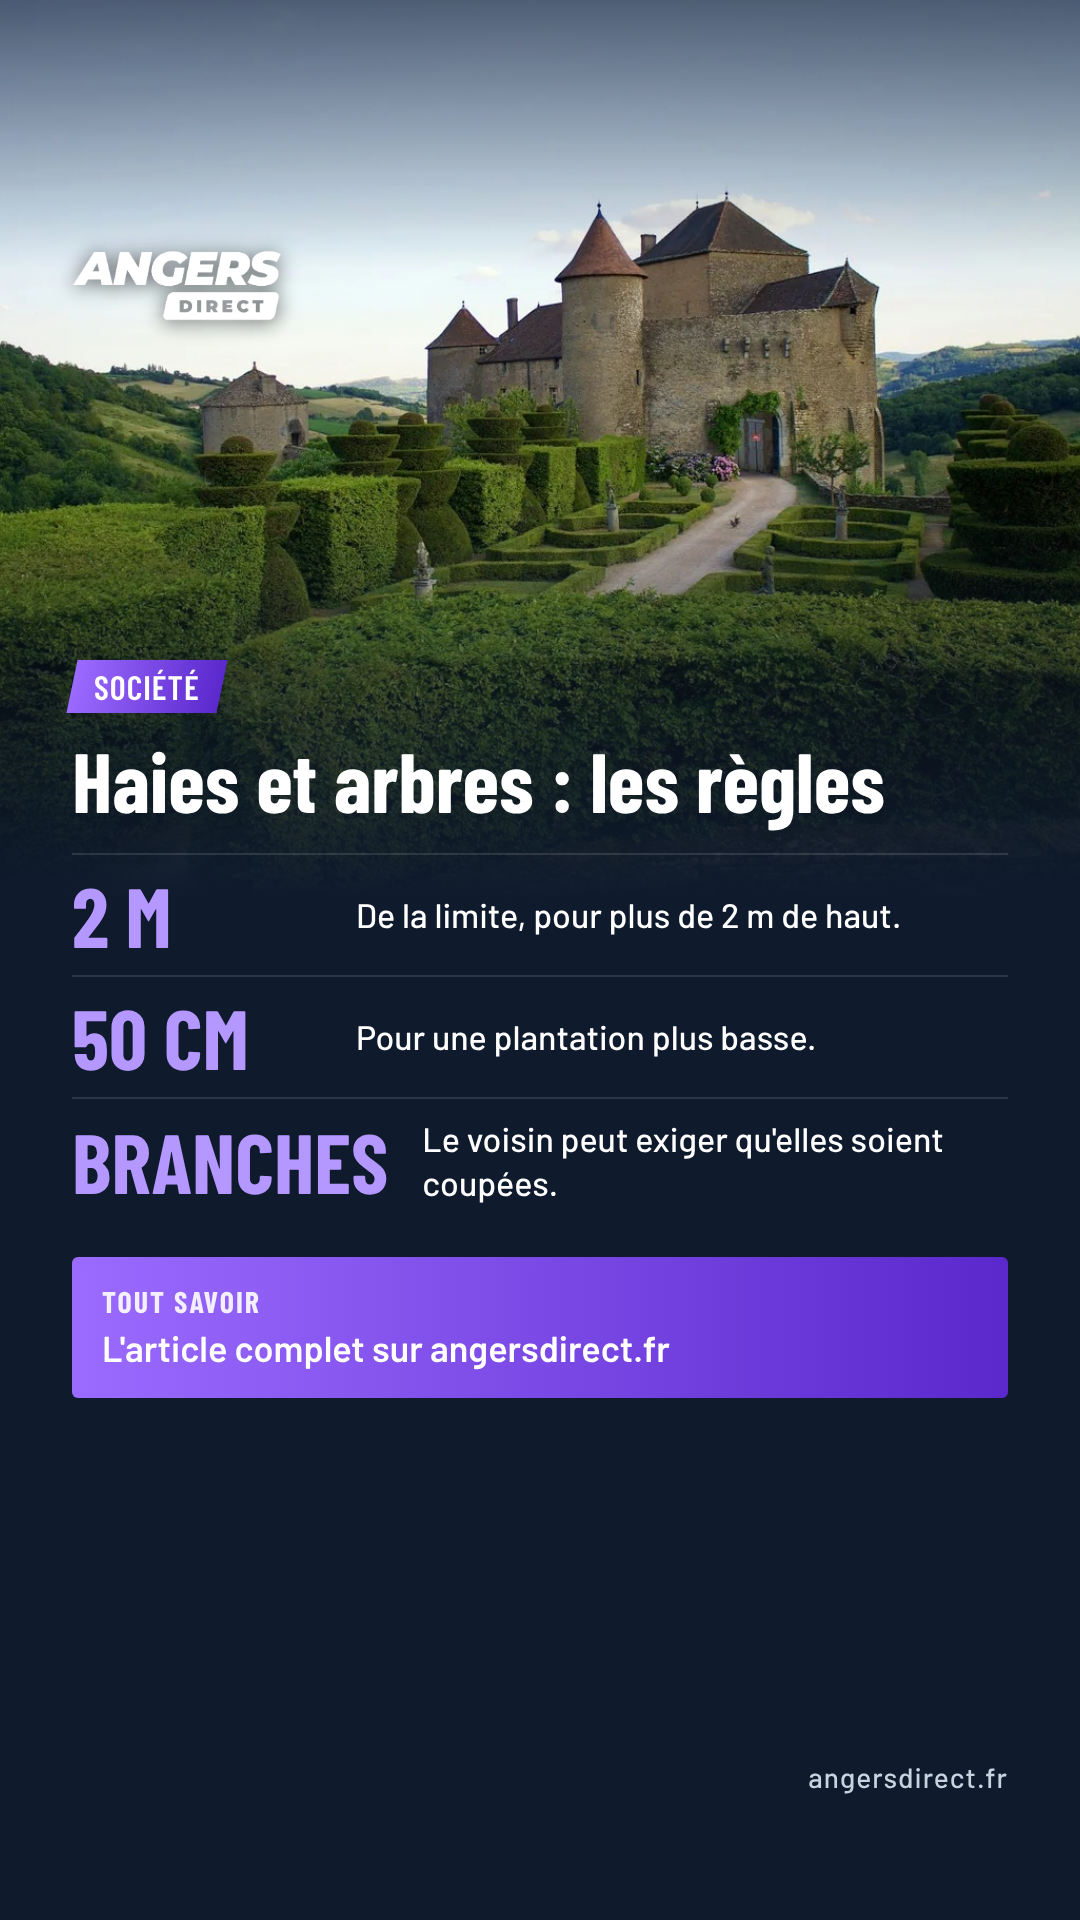 ANGERS
DIRECT
SOCIÉTÉ
Haies et arbres : les règles
2 M
De la limite, pour plus de 2 m de haut.
50 CM
Pour une plantation plus basse.
BRANCHES
Le voisin peut exiger qu'elles soient
coupées.
TOUT SAVOIR
L'article complet sur angersdirect.fr
angersdirect.fr